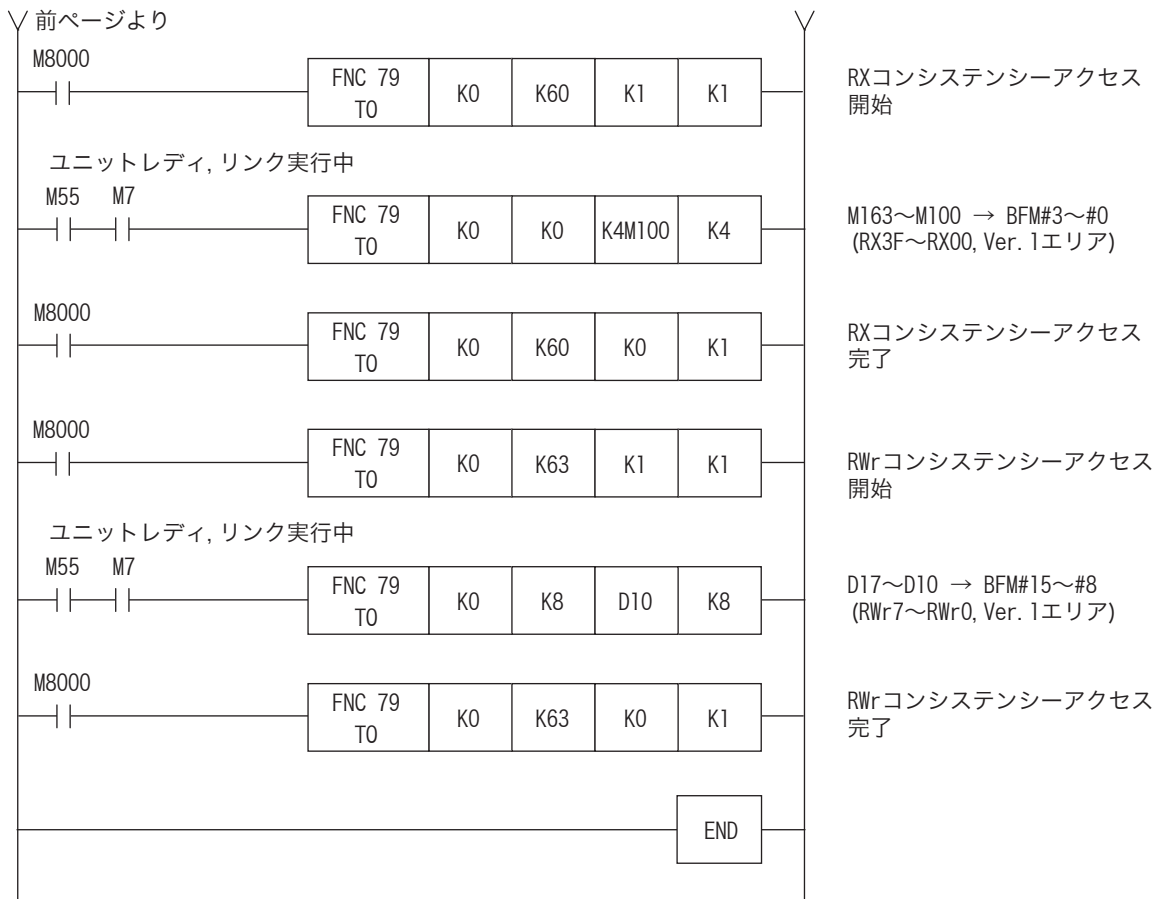 前ページより
M8000
FNC 79
TO
K0
K60
K1
K1
RXコンシステンシーアクセス
開始
ユニットレディ, リンク実行中
M55 M7
FNC 79
TO
K0
K0
K4M100
K4
M163～M100 → BFM#3～#0
(RX3F～RX00, Ver. 1エリア)
M8000
FNC 79
TO
K0
K60
K0
K1
RXコンシステンシーアクセス
完了
M8000
FNC 79
TO
K0
K63
K1
K1
RWrコンシステンシーアクセス
開始
ユニットレディ, リンク実行中
M55 M7
FNC 79
TO
K0
K8
D10
K8
D17～D10 → BFM#15～#8
(RWr7～RWr0, Ver. 1エリア)
M8000
FNC 79
TO
K0
K63
K0
K1
RWrコンシステンシーアクセス
完了
END